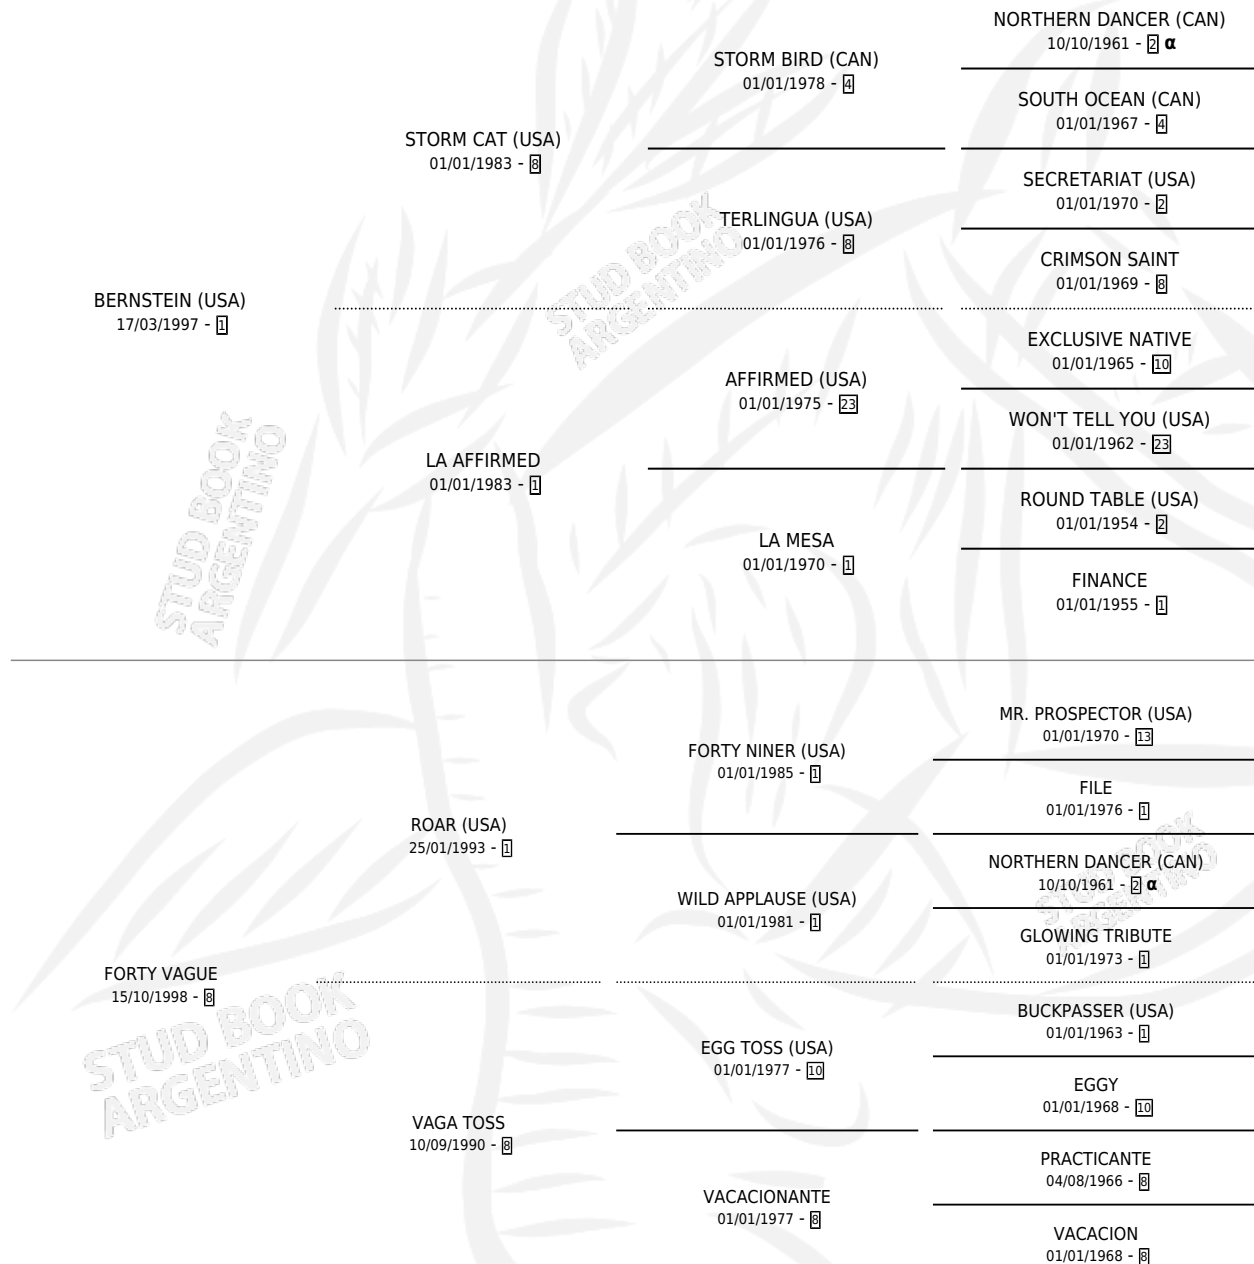 NORTHERN DANCER (CAN)
10/10/1961 - 2 α
STORM BIRD (CAN)
01/01/1978 - 4
SOUTH OCEAN (CAN)
01/01/1967 - 4
STORM CAT (USA)
01/01/1983 - 8
SECRETARIAT (USA)
01/01/1970 - 2
TERLINGUA (USA)
01/01/1976 - 8
CRIMSON SAINT
01/01/1969 - 8
STUD BOOK
ARGENTINO
BERNSTEIN (USA)
17/03/1997 - 1
EXCLUSIVE NATIVE
01/01/1965 - 10
AFFIRMED (USA)
01/01/1975 - 23
WON'T TELL YOU (USA)
01/01/1962 - 23
LA AFFIRMED
01/01/1983 - 1
ROUND TABLE (USA)
01/01/1954 - 2
LA MESA
01/01/1970 - 1
FINANCE
01/01/1955 - 1
STUD BOOK
ARGENTINO
MR. PROSPECTOR (USA)
01/01/1970 - 13
FORTY NINER (USA)
01/01/1985 - 1
FILE
01/01/1976 - 1
ROAR (USA)
25/01/1993 - 1
NORTHERN DANCER (CAN)
10/10/1961 - 2 α
WILD APPLAUSE (USA)
01/01/1981 - 1
GLOWING TRIBUTE
01/01/1973 - 1
STUD BOOK
ARGENTINO
FORTY VAGUE
15/10/1998 - 8
BUCKPASSER (USA)
01/01/1963 - 1
EGG TOSS (USA)
01/01/1977 - 10
EGGY
01/01/1968 - 10
STUD BOOK
ARGENTINO
VAGA TOSS
10/09/1990 - 8
PRACTICANTE
04/08/1966 - 8
VACACIONANTE
01/01/1977 - 8
VACACION
01/01/1968 - 8